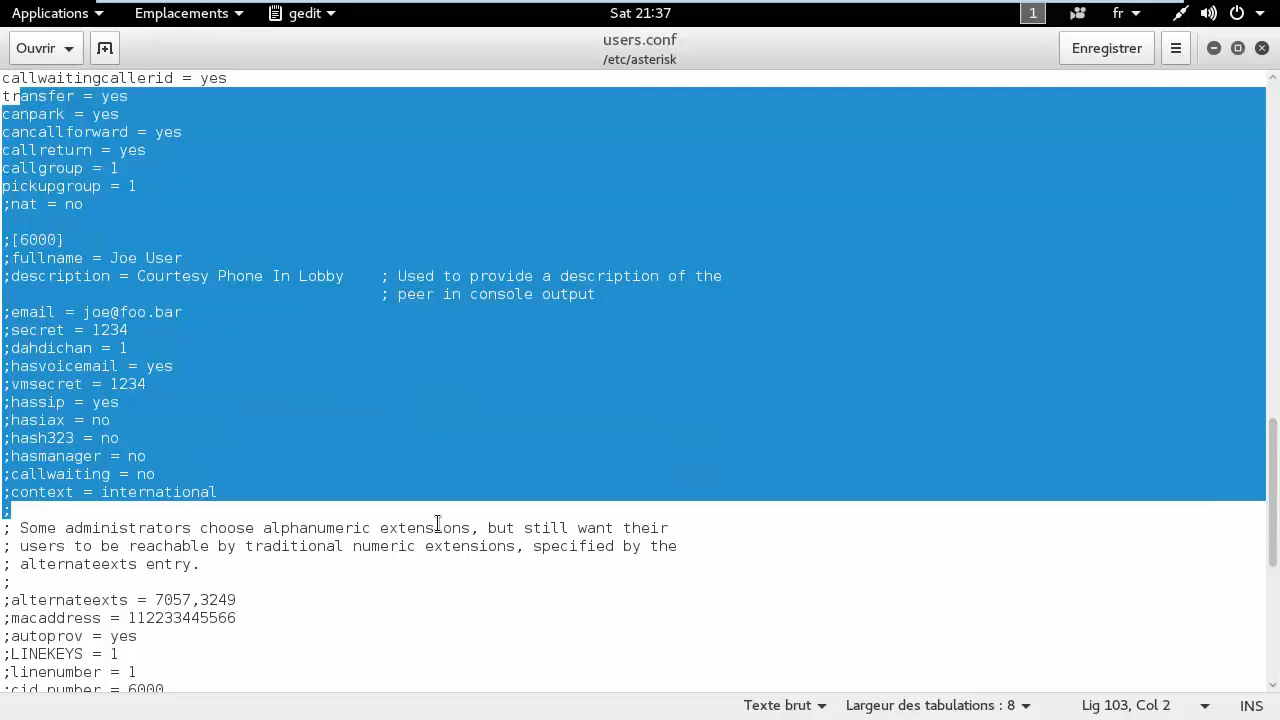 Applications Emplacements gedit Sat 21:37 1 fr
Ouvrir users.conf Enregistrer
/etc/asterisk
callwaitingcallerid = yes
transfer = yes
canpark = yes
cancallforward = yes
callreturn = yes
callgroup = 1
pickupgroup = 1
;nat = no
;[6000]
;fullname = Joe User
;description = Courtesy Phone In Lobby ; Used to provide a description of the
; peer in console output
;email = joe@foo.bar
;secret = 1234
;dahdichan = 1
;hasvoicemail = yes
;vmsecret = 1234
;hassip = yes
;hasiax = no
;hash323 = no
;hasmanager = no
;callwaiting = no
;context = international
;
; Some administrators choose alphanumeric extensions, but still want their
; users to be reachable by traditional numeric extensions, specified by the
; alternateexts entry.
;
;alternateexts = 7057,3249
;macaddress = 112233445566
;autoprov = yes
;LINEKEYS = 1
;linenumber = 1
;cid_number = 6000
Texte brut Largeur des tabulations : 8 Lig 103, Col 2 INS